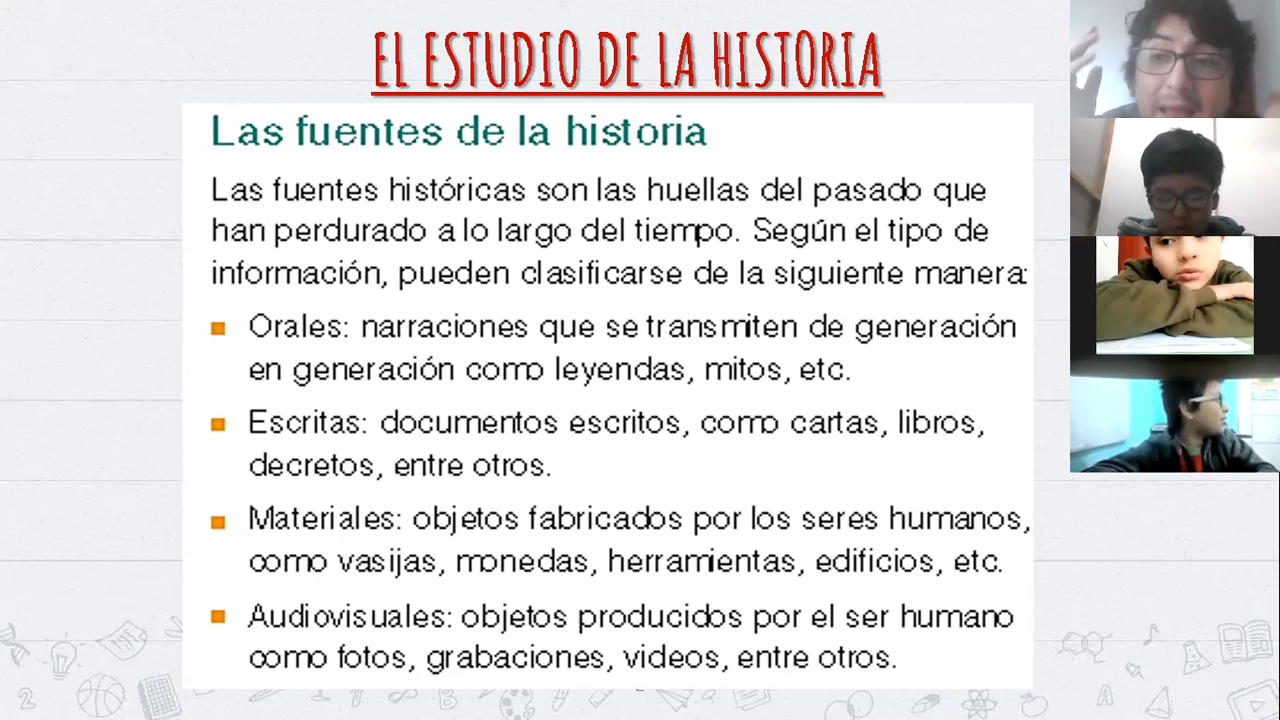 EL ESTUDIO DE LA HISTORIA
Las fuentes de la historia
Las fuentes históricas son las huellas del pasado que
han perdurado a lo largo del tiempo. Según el tipo de
información, pueden clasificarse de la siguiente manera:
Orales: narraciones que se transmiten de generación
en generación como leyendas, mitos, etc.
Escritas: documentos escritos, como cartas, libros,
decretos, entre otros.
Materiales: objetos fabricados por los seres humanos,
como vasijas, monedas, herramientas, edificios, etc.
Audiovisuales: objetos producidos por el ser humano
como fotos, grabaciones, videos, entre otros.